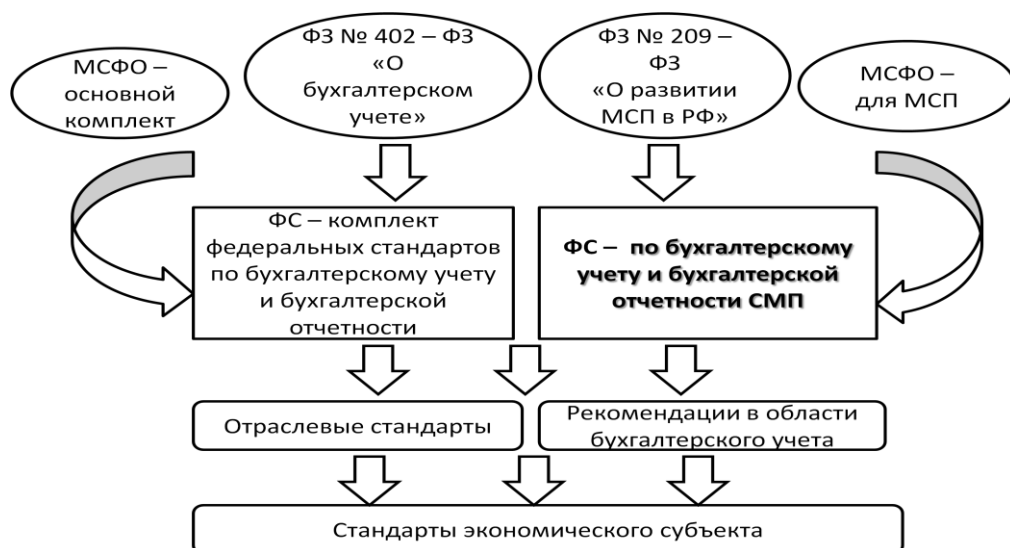 МСФО –
основной
комплект
ФЗ № 402 – ФЗ
«О
бухгалтерском
учете»
ФЗ № 209 –
ФЗ
«О развитии
МСП в РФ»
МСФО –
для МСП
ФС – комплект
федеральных стандартов
по бухгалтерскому учету
и бухгалтерской
отчетности
ФС – по бухгалтерскому
учету и бухгалтерской
отчетности СМП
Отраслевые стандарты
Рекомендации в области
бухгалтерского учета
Стандарты экономического субъекта